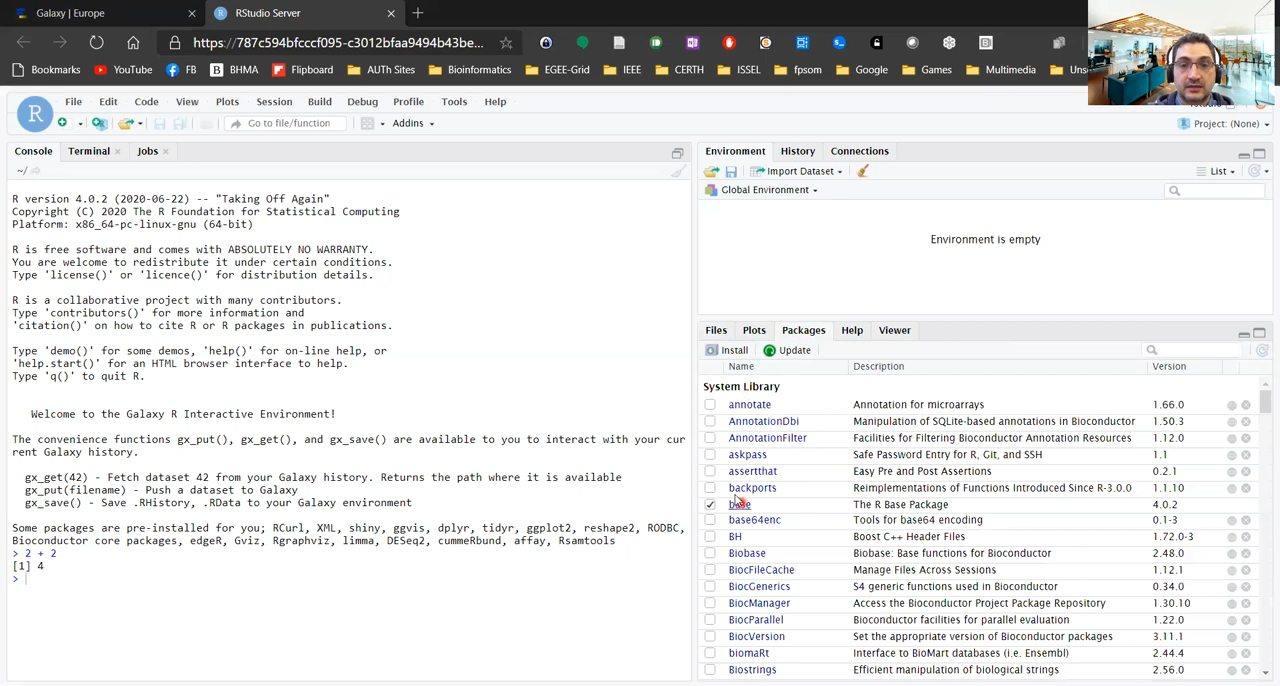 Galaxy | Europe
RStudio Server
https://787c594bfcccf095-c3012bfaa9494b43be...
Bookmarks YouTube FB BHMA Flipboard AUTh Sites Bioinformatics EGEE-Grid IEEE CERTH ISSEL fpsom Google Games Multimedia Uns
File Edit Code View Plots Session Build Debug Profile Tools Help
Go to file/function Addins Project: (None)
Console Terminal Jobs
~/
R version 4.0.2 (2020-06-22) -- "Taking Off Again"
Copyright (C) 2020 The R Foundation for Statistical Computing
Platform: x86_64-pc-linux-gnu (64-bit)
R is free software and comes with ABSOLUTELY NO WARRANTY.
You are welcome to redistribute it under certain conditions.
Type 'license()' or 'licence()' for distribution details.
R is a collaborative project with many contributors.
Type 'contributors()' for more information and
'citation()' on how to cite R or R packages in publications.
Type 'demo()' for some demos, 'help()' for on-line help, or
'help.start()' for an HTML browser interface to help.
Type 'q()' to quit R.
Welcome to the Galaxy R Interactive Environment!
The convenience functions gx_put(), gx_get(), and gx_save() are available to you to interact with your cur
rent Galaxy history.
gx_get(42) - Fetch dataset 42 from your Galaxy history. Returns the path where it is available
gx_put(filename) - Push a dataset to Galaxy
gx_save() - Save .RHistory, .RData to your Galaxy environment
Some packages are pre-installed for you; RCurl, XML, shiny, ggvis, dplyr, tidyr, ggplot2, reshape2, RODBC,
Bioconductor core packages, edgeR, Gviz, Rgraphviz, limma, DESeq2, cummeRbund, affay, Rsamtools
> 2 + 2
[1] 4
>
Environment History Connections
Import Dataset List
Global Environment
Environment is empty
Files Plots Packages Help Viewer
Install Update
Name Description Version
System Library
annotate Annotation for microarrays 1.66.0
AnnotationDbi Manipulation of SQLite-based annotations in Bioconductor 1.50.3
AnnotationFilter Facilities for Filtering Bioconductor Annotation Resources 1.12.0
askpass Safe Password Entry for R, Git, and SSH 1.1
assertthat Easy Pre and Post Assertions 0.2.1
backports Reimplementations of Functions Introduced Since R-3.0.0 1.1.10
base The R Base Package 4.0.2
base64enc Tools for base64 encoding 0.1-3
BH Boost C++ Header Files 1.72.0-3
Biobase Biobase: Base functions for Bioconductor 2.48.0
BiocFileCache Manage Files Across Sessions 1.12.1
BiocGenerics S4 generic functions used in Bioconductor 0.34.0
BiocManager Access the Bioconductor Project Package Repository 1.30.10
BiocParallel Bioconductor facilities for parallel evaluation 1.22.0
BiocVersion Set the appropriate version of Bioconductor packages 3.11.1
biomaRt Interface to BioMart databases (i.e. Ensembl) 2.44.4
Biostrings Efficient manipulation of biological strings 2.56.0